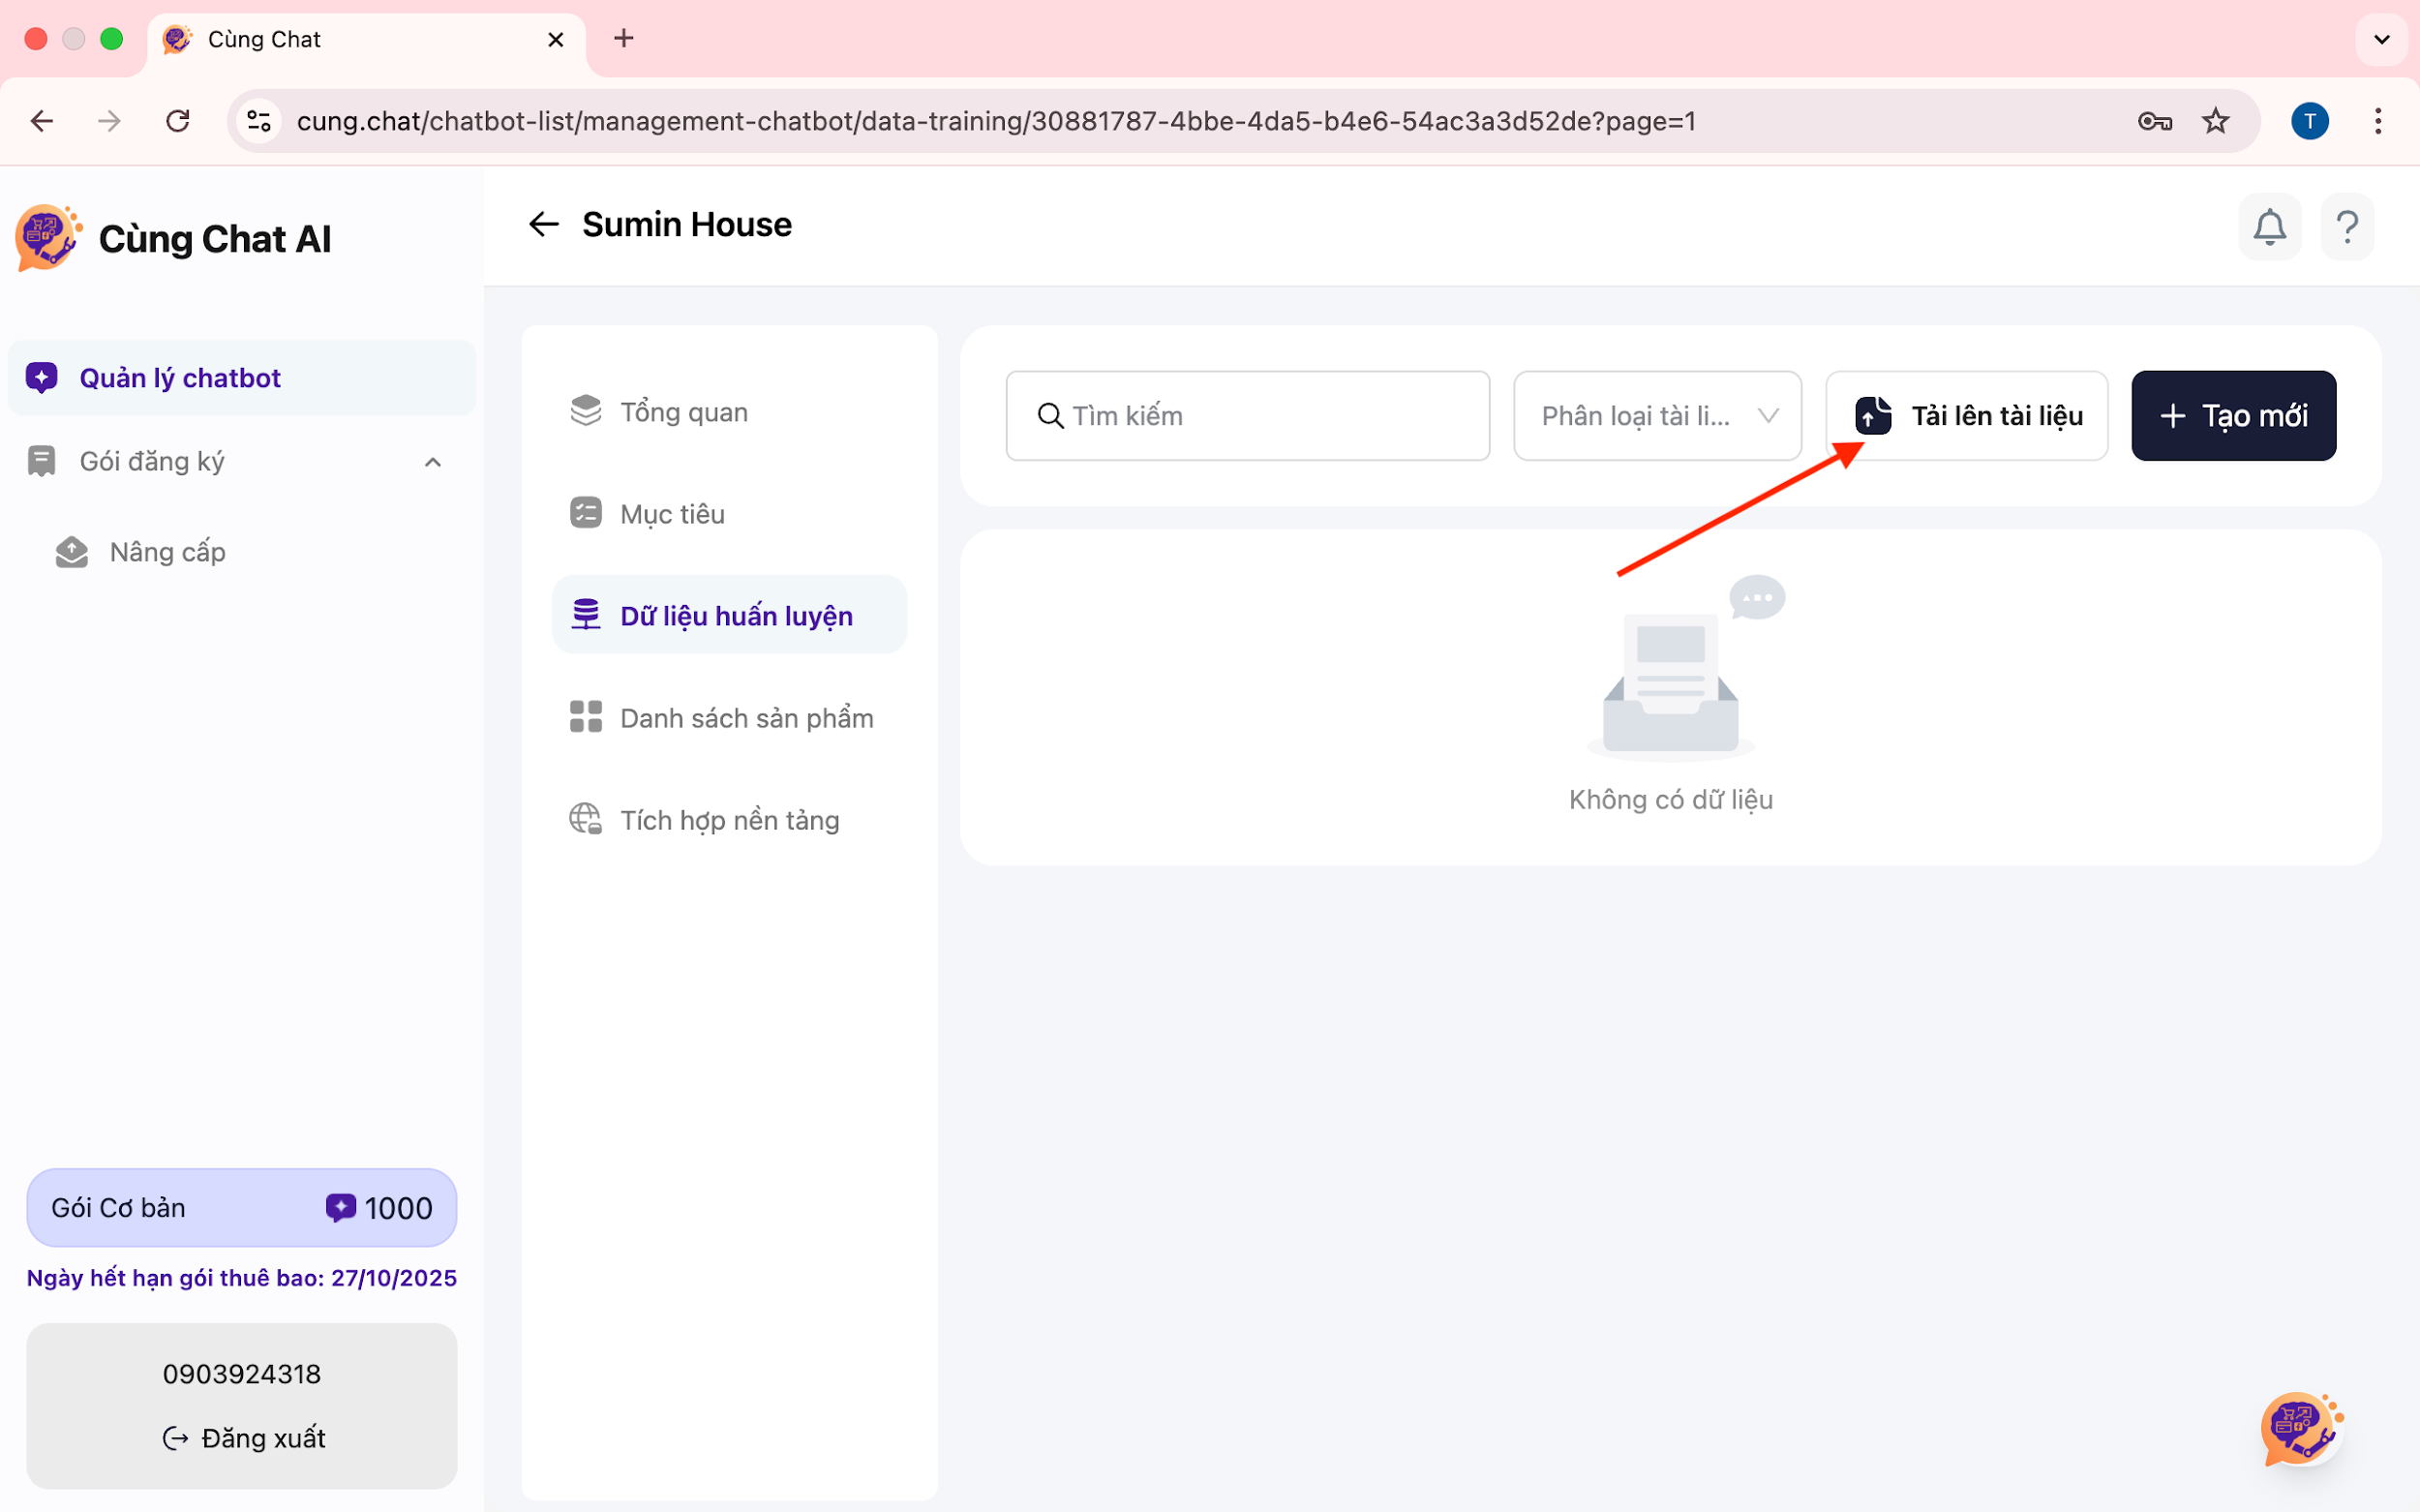 Cùng Chat
cung.chat/chatbot-list/management-chatbot/data-training/30881787-4bbe-4da5-b4e6-54ac3a3d52de?page=1
T
Cùng Chat AI
Sumin House
Quản lý chatbot
Gói đăng ký
Nâng cấp
Tổng quan
Mục tiêu
Dữ liệu huấn luyện
Danh sách sản phẩm
Tích hợp nền tảng
Tìm kiếm
Phân loại tài li...
Tải lên tài liệu
+ Tạo mới
Không có dữ liệu
Gói Cơ bản 1000
Ngày hết hạn gói thuê bao: 27/10/2025
0903924318
Đăng xuất